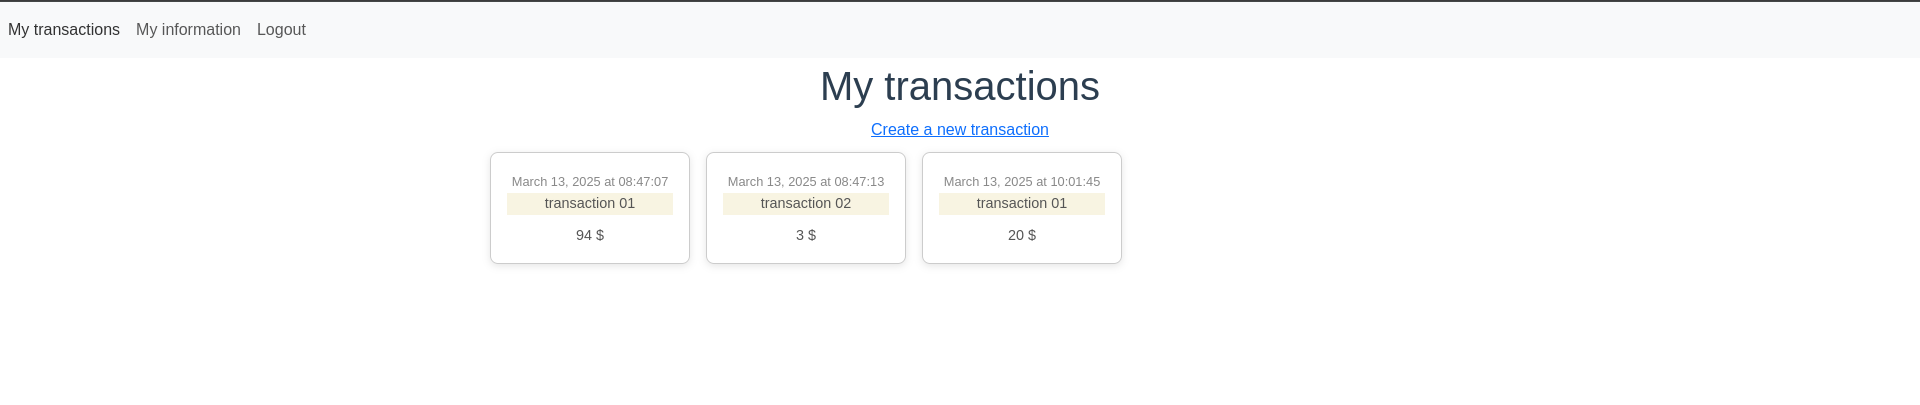 My transactions My information Logout
My transactions
Create a new transaction
March 13, 2025 at 08:47:07
transaction 01
94 $
March 13, 2025 at 08:47:13
transaction 02
3 $
March 13, 2025 at 10:01:45
transaction 01
20 $